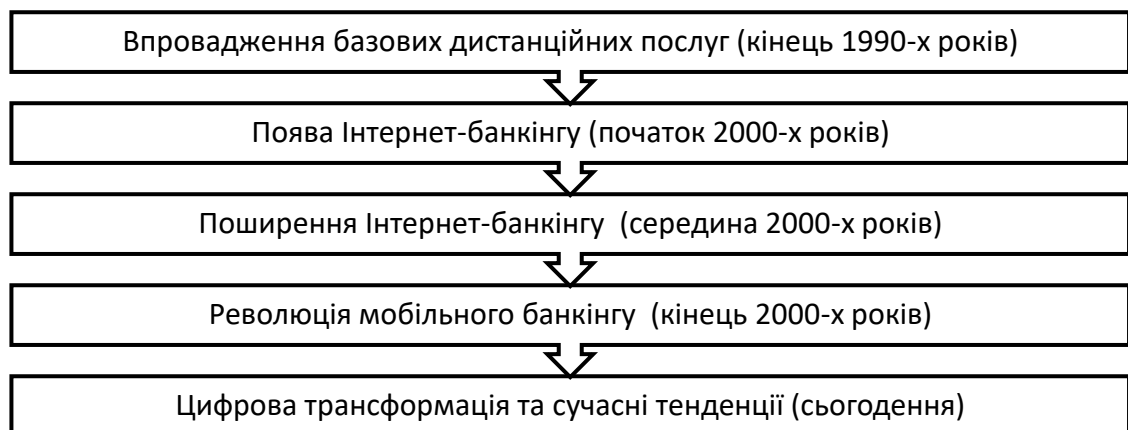 Впровадження базових дистанційних послуг (кінець 1990-х років)
Поява Інтернет-банкінгу (початок 2000-х років)
Поширення Інтернет-банкінгу (середина 2000-х років)
Революція мобільного банкінгу (кінець 2000-х років)
Цифрова трансформація та сучасні тенденції (сьогодення)